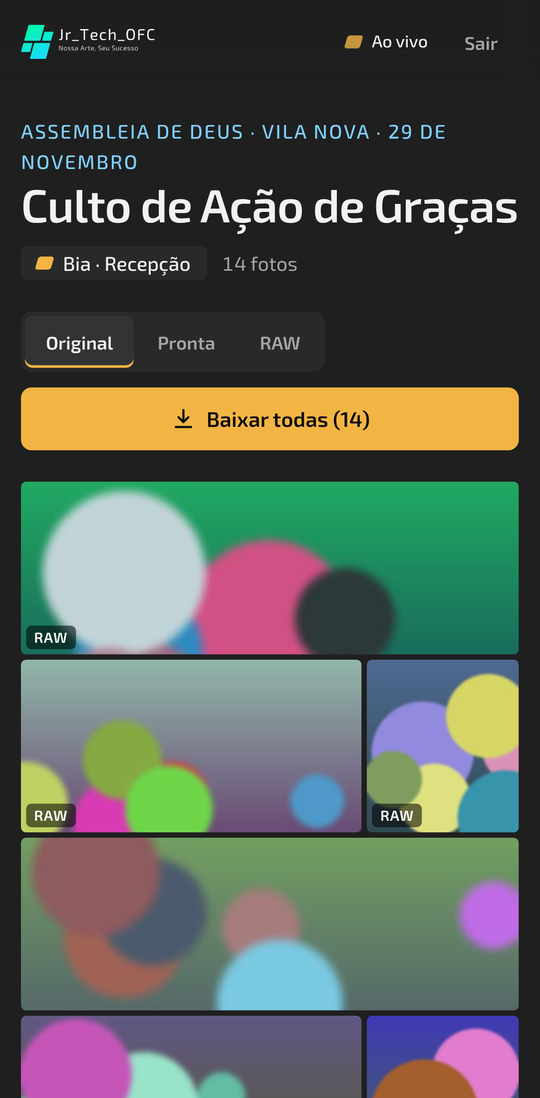 Jr_Tech_OFC
Nossa Arte, Seu Sucesso
Ao vivo
Sair
ASSEMBLEIA DE DEUS · VILA NOVA · 29 DE
NOVEMBRO
Culto de Ação de Graças
Bia · Recepção
14 fotos
Original
Pronta
RAW
Baixar todas (14)
RAW
RAW
RAW